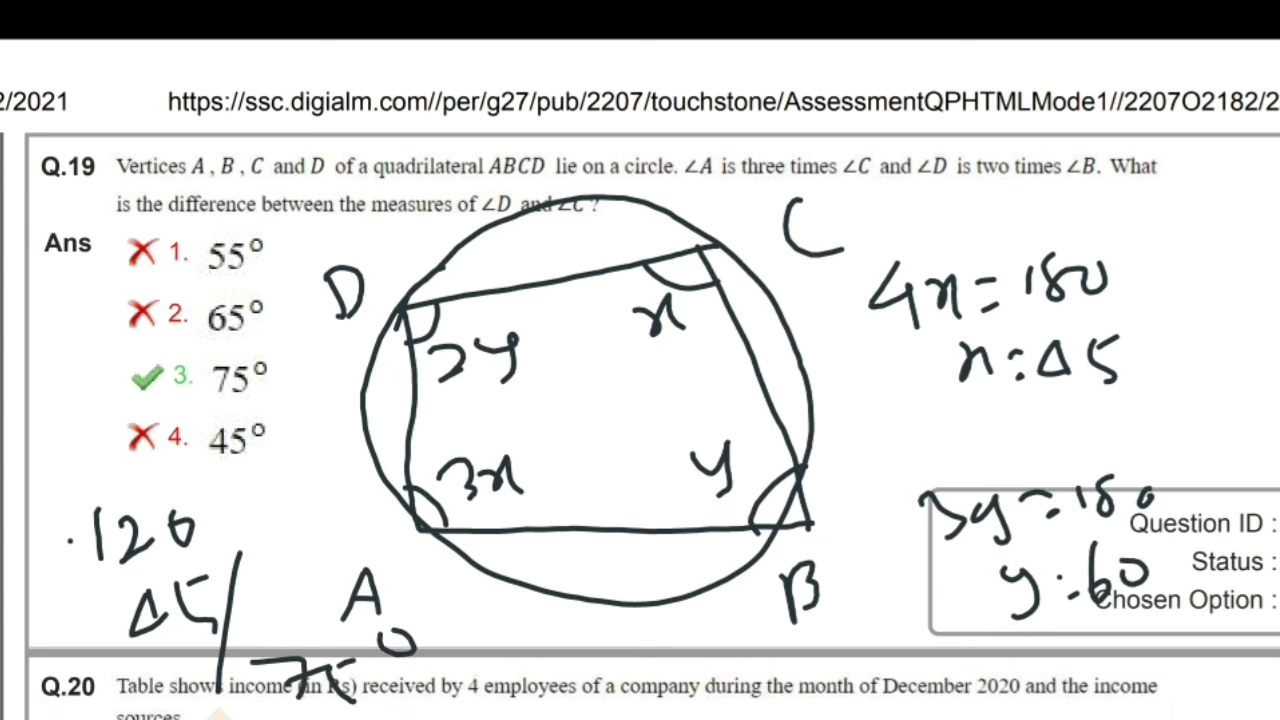 2/2021 https://ssc.digialm.com//per/g27/pub/2207/touchstone/AssessmentQPHTMLMode1//2207O2182/2
Q.19 Vertices A , B , C and D of a quadrilateral ABCD lie on a circle. ∠A is three times ∠C and ∠D is two times ∠B. What
is the difference between the measures of ∠D and ∠C ?
Ans
1. 55°
2. 65°
3. 75°
4. 45°
D
C
x
2y
3x
y
A
B
4x = 180
x = 45
3y = 180
y = 60
120
45
75°
Question ID :
Status :
Chosen Option :
Q.20 Table shows income (in Rs) received by 4 employees of a company during the month of December 2020 and the income
sources